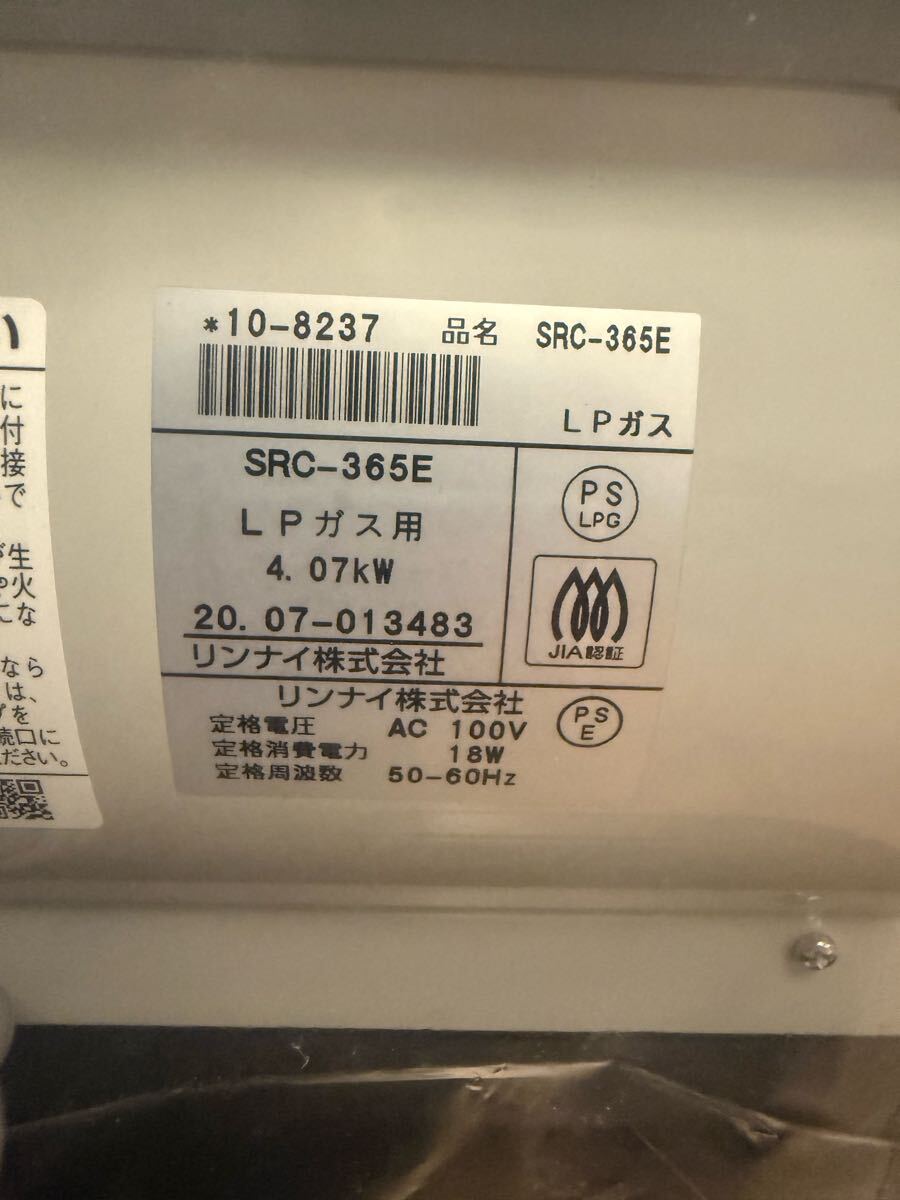 *10-8237 品名 SRC-365E
LPガス
SRC-365E
LPガス用
4.07kW
20.07-013483
リンナイ株式会社
PS
LPG
JIA認証
リンナイ株式会社
定格電圧 AC 100V
定格消費電力 18W
定格周波数 50-60Hz
PS
E
い
に
付
接
で
生
火
にな
なら
は、
を
続口に
ださい。